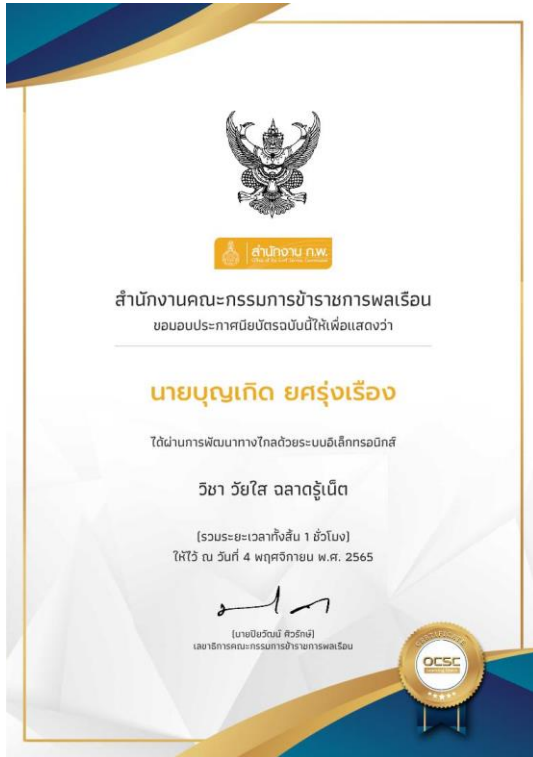 สำนักงาน ก.พ.
สำนักงานคณะกรรมการข้าราชการพลเรือน
ขอมอบประกาศนียบัตรฉบับนี้ให้เพื่อแสดงว่า
นายบุญเกิด ยศรุ่งเรือง
ได้ผ่านการพัฒนาทางไกลด้วยระบบอิเล็กทรอนิกส์
วิชา วัยใส ฉลาดรู้เน็ต
(รวมระยะเวลาทั้งสิ้น 1 ชั่วโมง)
ให้ไว้ ณ วันที่ 4 พฤศจิกายน พ.ศ. 2565
(นายปิยวัฒน์ ศิวรักษ์)
เลขาธิการคณะกรรมการข้าราชการพลเรือน
CERTIFICATE
OCSC